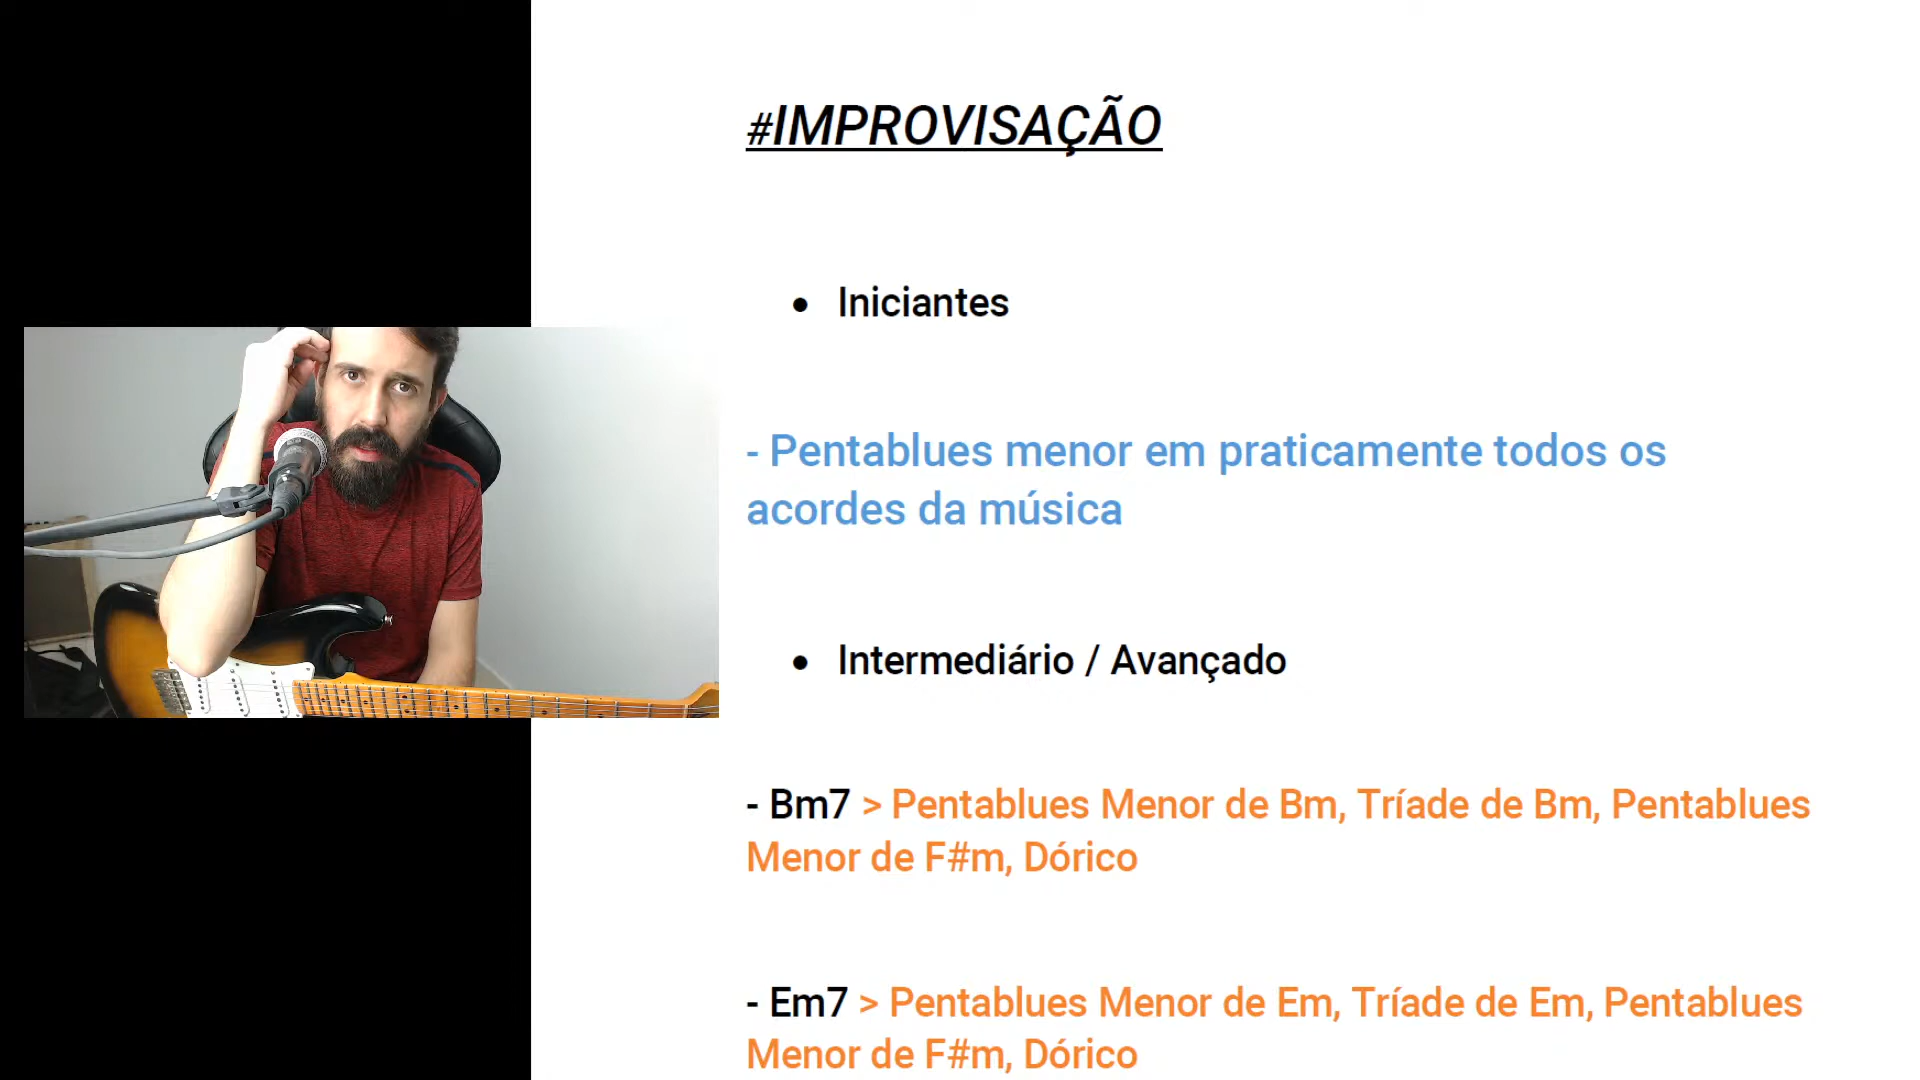 #IMPROVISAÇÃO
• Iniciantes
- Pentablues menor em praticamente todos os
acordes da música
• Intermediário / Avançado
- Bm7 > Pentablues Menor de Bm, Tríade de Bm, Pentablues
Menor de F#m, Dórico
- Em7 > Pentablues Menor de Em, Tríade de Em, Pentablues
Menor de F#m, Dórico